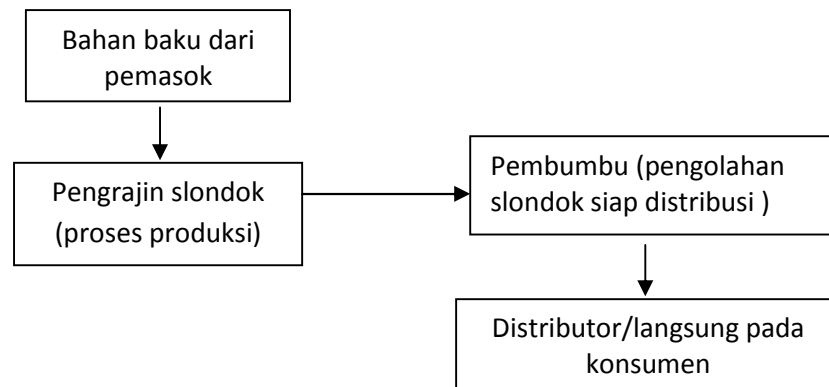 Bahan baku dari
pemasok
Pengrajin slondok
(proses produksi)
Pembumbu (pengolahan
slondok siap distribusi )
Distributor/langsung pada
konsumen